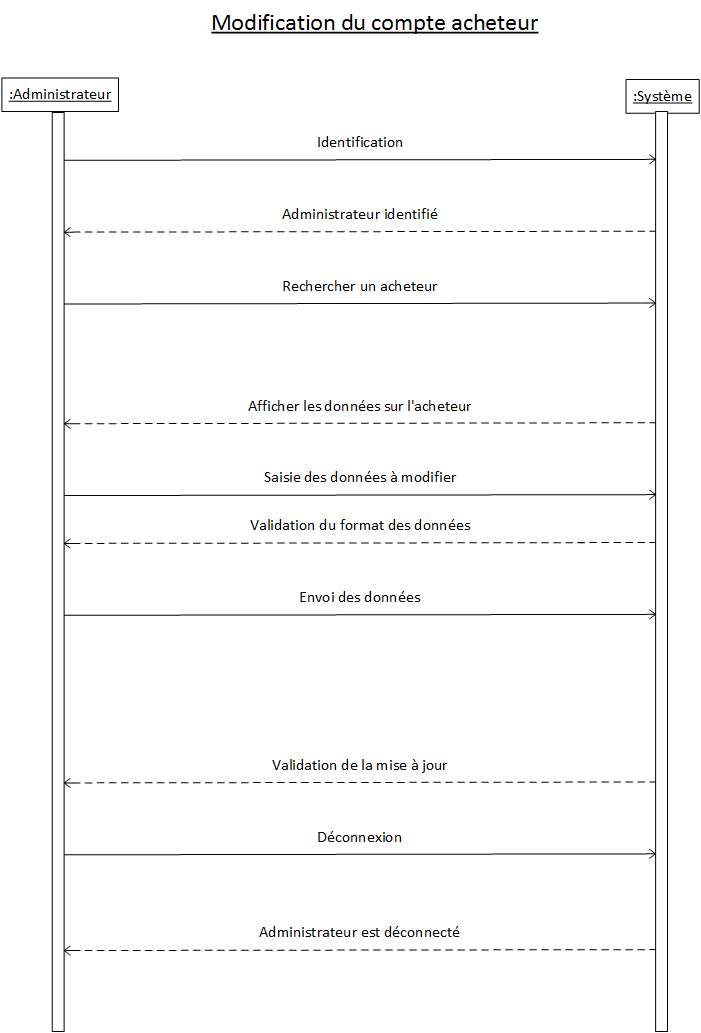 Modification du compte acheteur
:Administrateur
:Système
Identification
Administrateur identifié
Rechercher un acheteur
Afficher les données sur l'acheteur
Saisie des données à modifier
Validation du format des données
Envoi des données
Validation de la mise à jour
Déconnexion
Administrateur est déconnecté